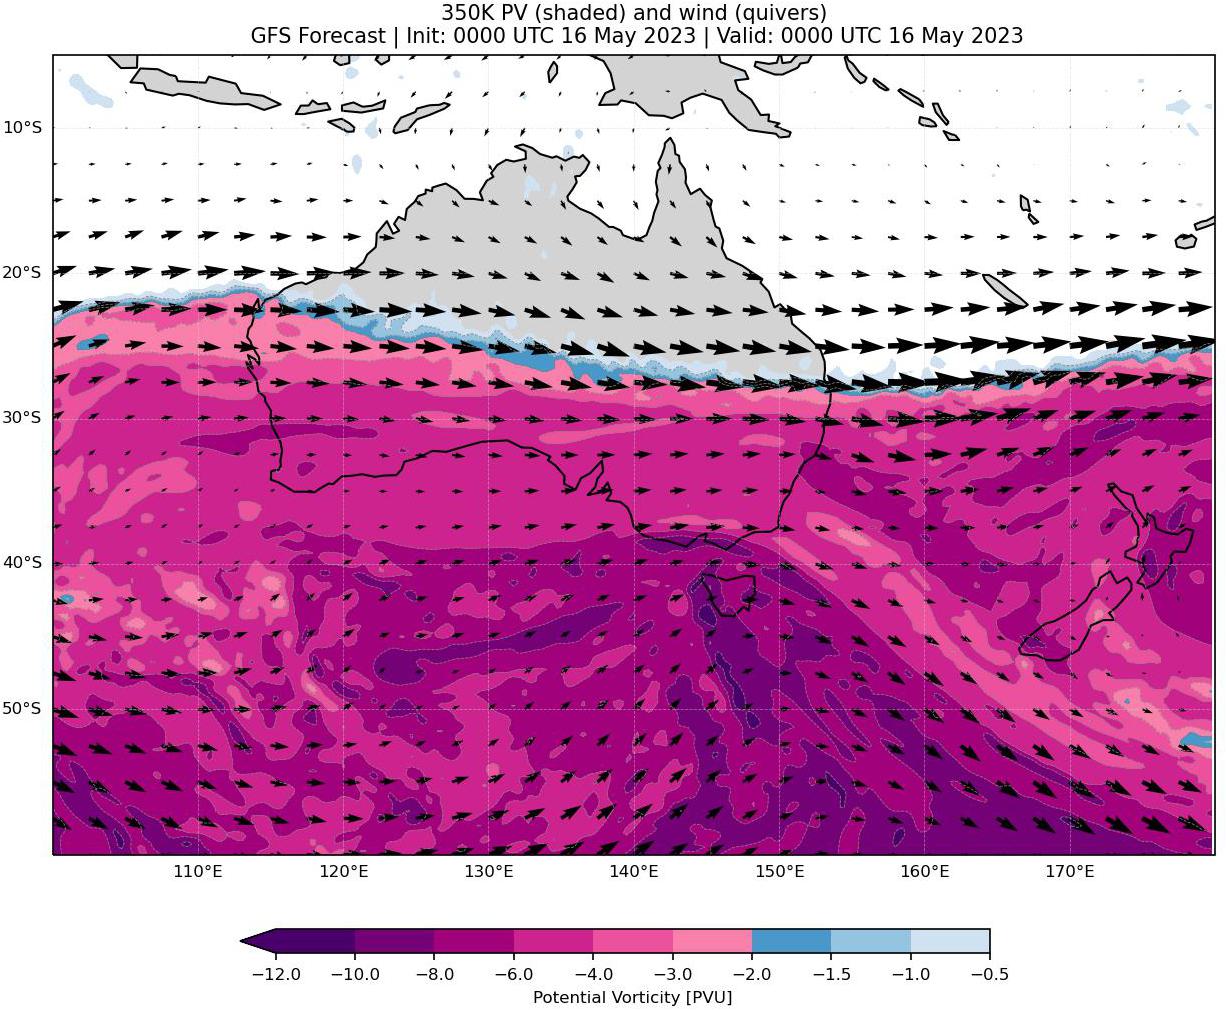 350K PV (shaded) and wind (quivers)
GFS Forecast | Init: 0000 UTC 16 May 2023 | Valid: 0000 UTC 16 May 2023
10°S
20°S
30°S
40°S
50°S
110°E 120°E 130°E 140°E 150°E 160°E 170°E
−12.0 −10.0 −8.0 −6.0 −4.0 −3.0 −2.0 −1.5 −1.0 −0.5
Potential Vorticity [PVU]